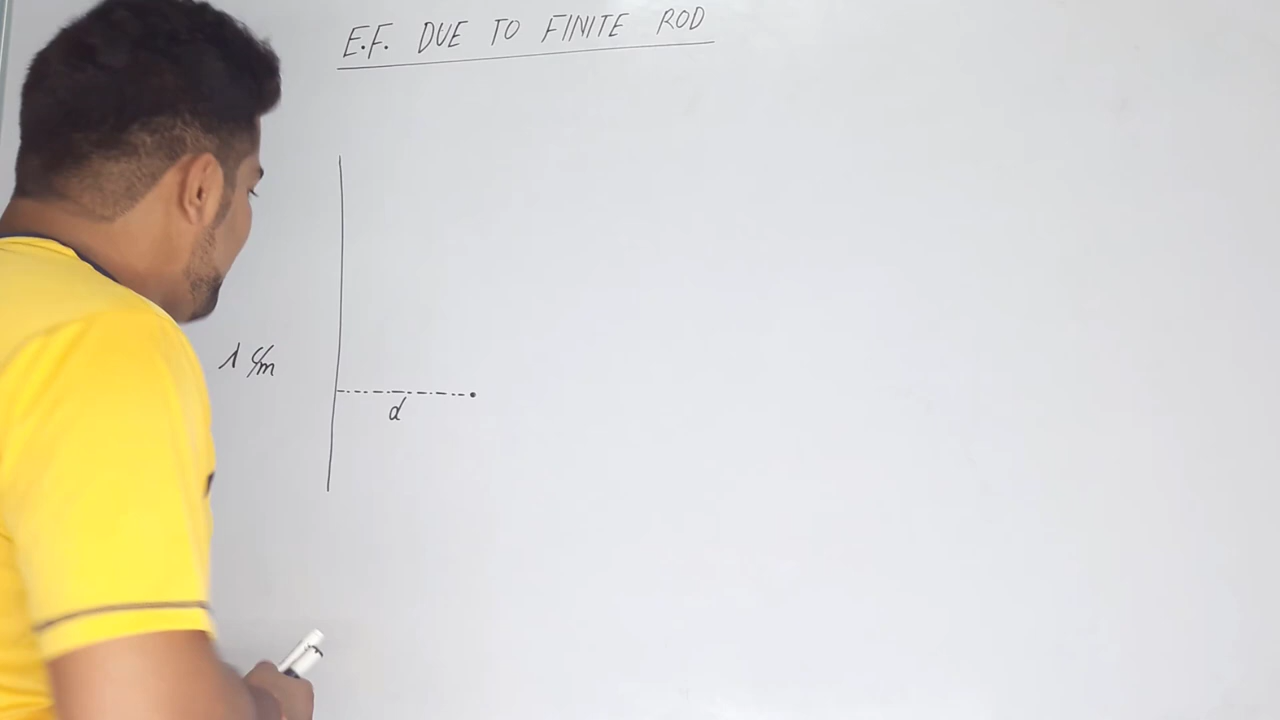 E.F. DUE TO FINITE ROD
λ C/m
d